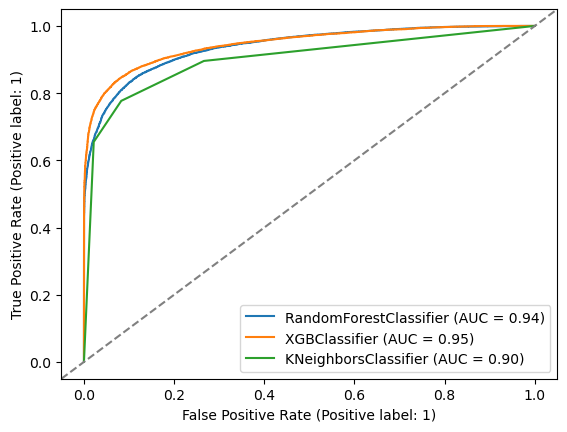 1.0
0.8
0.6
0.4
0.2
0.0
True Positive Rate (Positive label: 1)
RandomForestClassifier (AUC = 0.94)
XGBClassifier (AUC = 0.95)
KNeighborsClassifier (AUC = 0.90)
0.0 0.2 0.4 0.6 0.8 1.0
False Positive Rate (Positive label: 1)